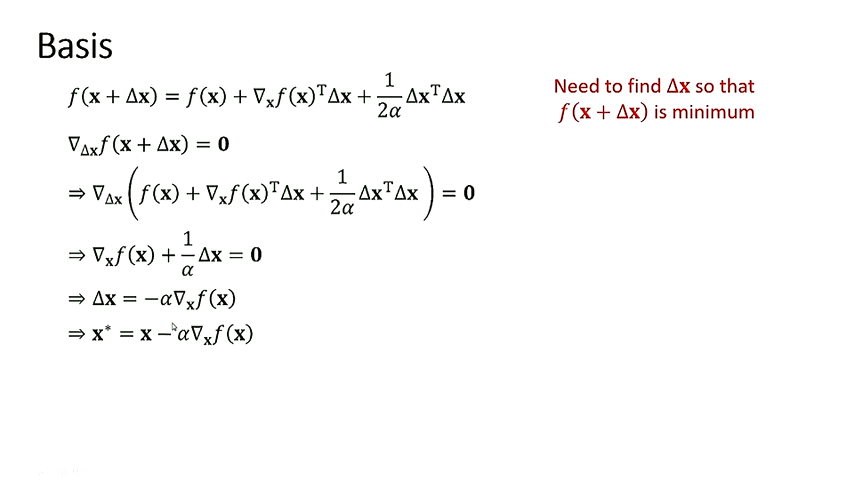 Basis
f(x + Δx) = f(x) + ∇ₓf(x)ᵀΔx + 1/2α ΔxᵀΔx
Need to find Δx so that
f(x + Δx) is minimum
∇_Δx f(x + Δx) = 0
⇒ ∇_Δx (f(x) + ∇ₓf(x)ᵀΔx + 1/2α ΔxᵀΔx) = 0
⇒ ∇ₓf(x) + 1/α Δx = 0
⇒ Δx = −α∇ₓf(x)
⇒ x* = x − α∇ₓf(x)